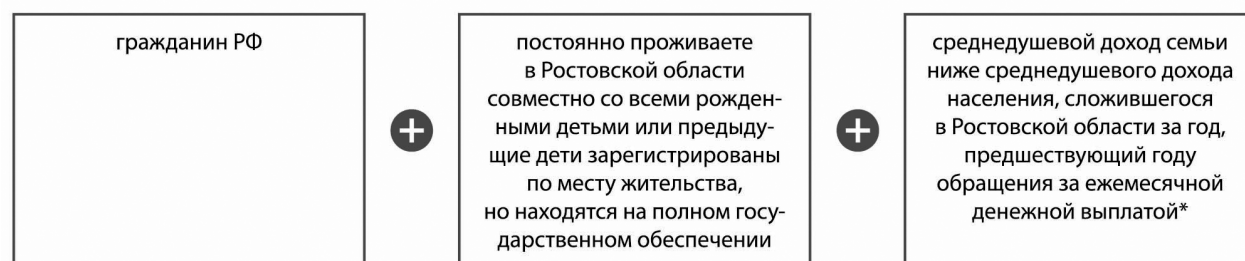 гражданин РФ
постоянно проживаете
в Ростовской области
совместно со всеми рожден-
ными детьми или предыду-
щие дети зарегистрированы
по месту жительства,
но находятся на полном госу-
дарственном обеспечении
среднедушевой доход семьи
ниже среднедушевого дохода
населения, сложившегося
в Ростовской области за год,
предшествующий году
обращения за ежемесячной
денежной выплатой*